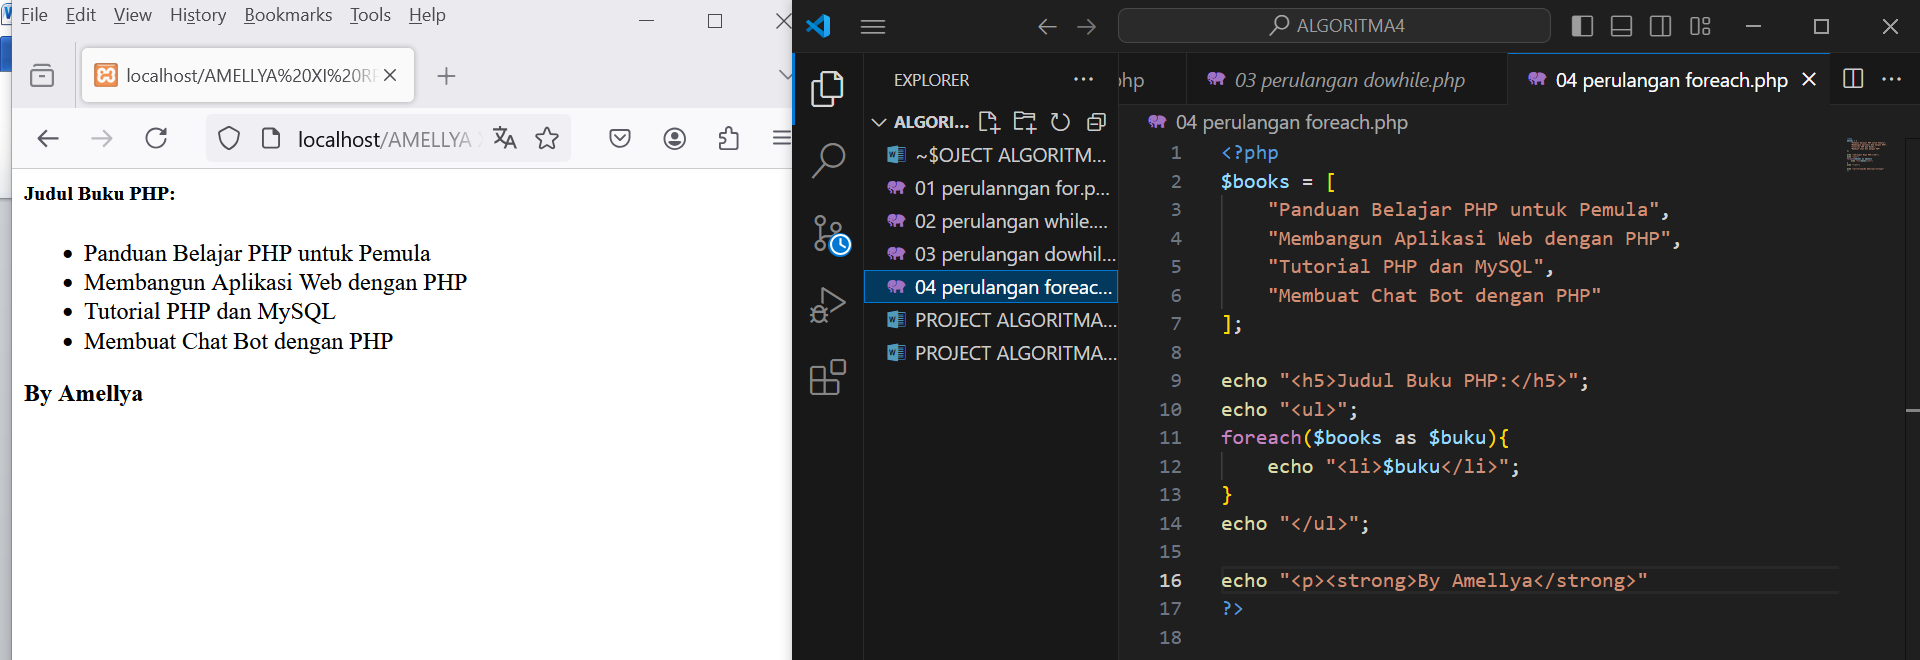 File Edit View History Bookmarks Tools Help
localhost/AMELLYA%20XI%20RP
localhost/AMELLYA
Judul Buku PHP:
Panduan Belajar PHP untuk Pemula
Membangun Aplikasi Web dengan PHP
Tutorial PHP dan MySQL
Membuat Chat Bot dengan PHP
By Amellya
ALGORITMA4
EXPLORER
ALGORI...
~$OJECT ALGORITM...
01 perulanngan for.p...
02 perulangan while....
03 perulangan dowhil...
04 perulangan foreac...
PROJECT ALGORITMA...
PROJECT ALGORITMA...
hp 03 perulangan dowhile.php 04 perulangan foreach.php
04 perulangan foreach.php
1 <?php
2 $books = [
3 "Panduan Belajar PHP untuk Pemula",
4 "Membangun Aplikasi Web dengan PHP",
5 "Tutorial PHP dan MySQL",
6 "Membuat Chat Bot dengan PHP"
7 ];
8
9 echo "<h5>Judul Buku PHP:</h5>";
10 echo "<ul>";
11 foreach($books as $buku){
12 echo "<li>$buku</li>";
13 }
14 echo "</ul>";
15
16 echo "<p><strong>By Amellya</strong>"
17 ?>
18